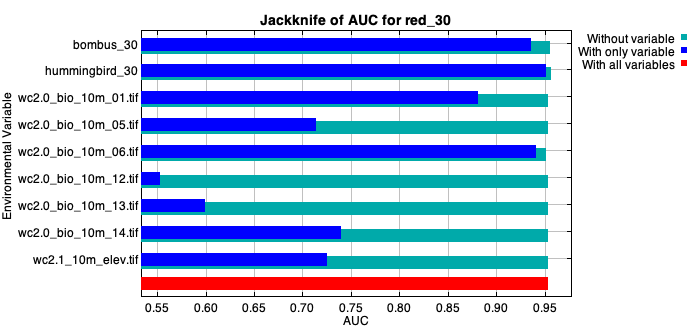 Jackknife of AUC for red_30
Without variable
With only variable
With all variables
Environmental Variable
bombus_30
hummingbird_30
wc2.0_bio_10m_01.tif
wc2.0_bio_10m_05.tif
wc2.0_bio_10m_06.tif
wc2.0_bio_10m_12.tif
wc2.0_bio_10m_13.tif
wc2.0_bio_10m_14.tif
wc2.1_10m_elev.tif
0.55 0.60 0.65 0.70 0.75 0.80 0.85 0.90 0.95
AUC